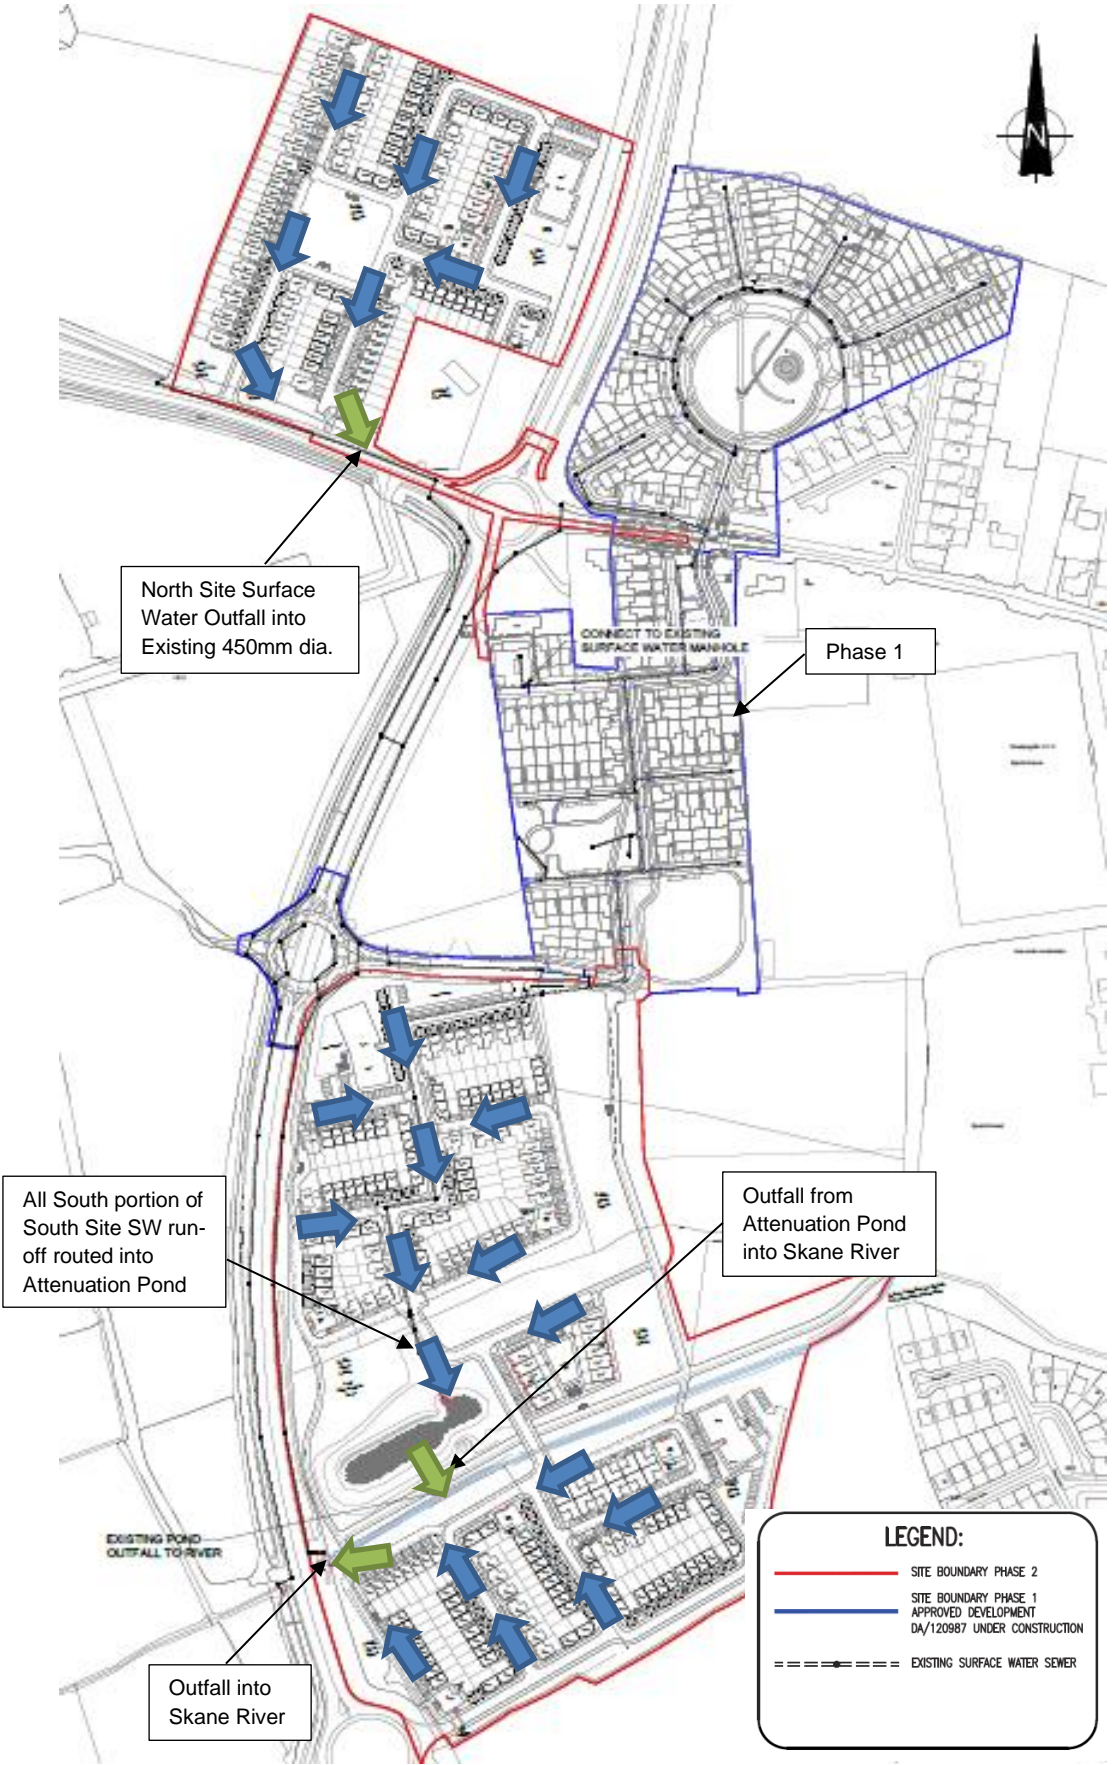 N
North Site Surface
Water Outfall into
Existing 450mm dia.
CONNECT TO EXISTING
SURFACE WATER MANHOLE
Phase 1
All South portion of
South Site SW run-
off routed into
Attenuation Pond
Outfall from
Attenuation Pond
into Skane River
EXISTING POND
OUTFALL TO RIVER
Outfall into
Skane River
LEGEND:
SITE BOUNDARY PHASE 2
SITE BOUNDARY PHASE 1
APPROVED DEVELOPMENT
DA/120987 UNDER CONSTRUCTION
EXISTING SURFACE WATER SEWER